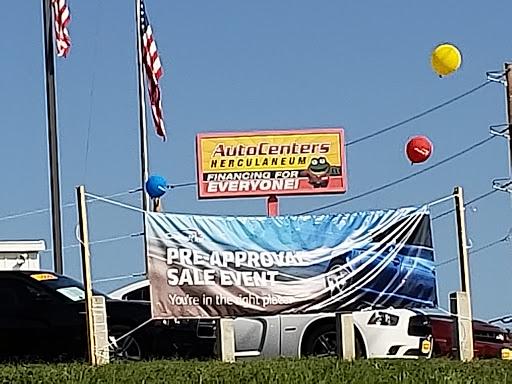 AutoCenters
HERCULANEUM
FINANCING FOR
EVERYONE!
PRE-APPROVAL
SALE EVENT
You're in the right place